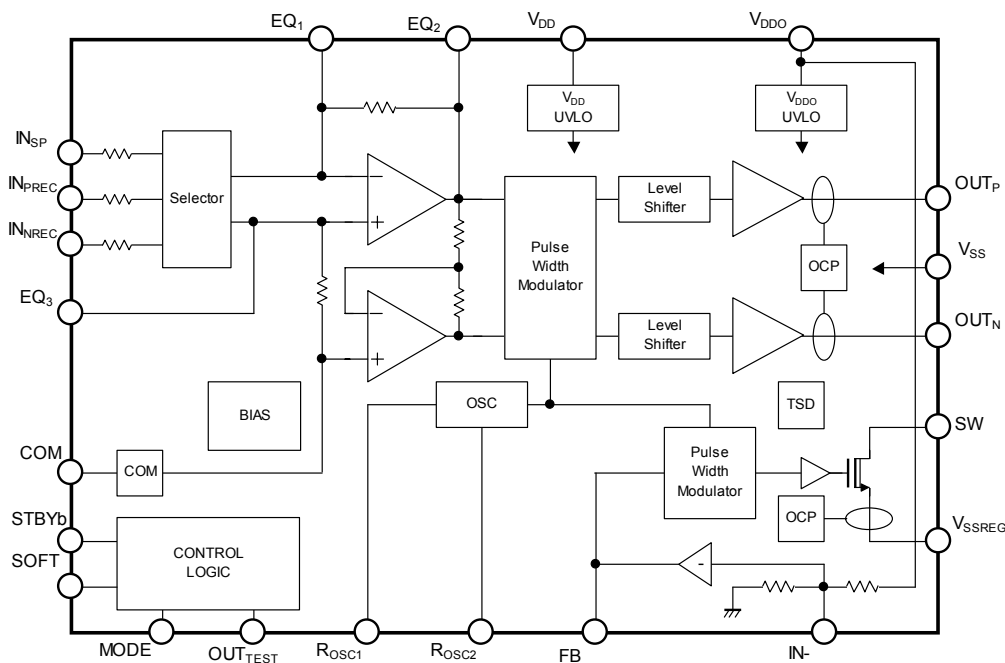 EQ1
EQ2
VDD
VDDO
VDD
UVLO
VDDO
UVLO
INSP
INPREC
INNREC
EQ3
Selector
−
+
−
+
Pulse
Width
Modulator
Level
Shifter
Level
Shifter
OCP
OUTP
VSS
OUTN
BIAS
OSC
TSD
SW
COM
COM
Pulse
Width
Modulator
OCP
VSSREG
STBYb
SOFT
CONTROL
LOGIC
-
MODE
OUTTEST
ROSC1
ROSC2
FB
IN-